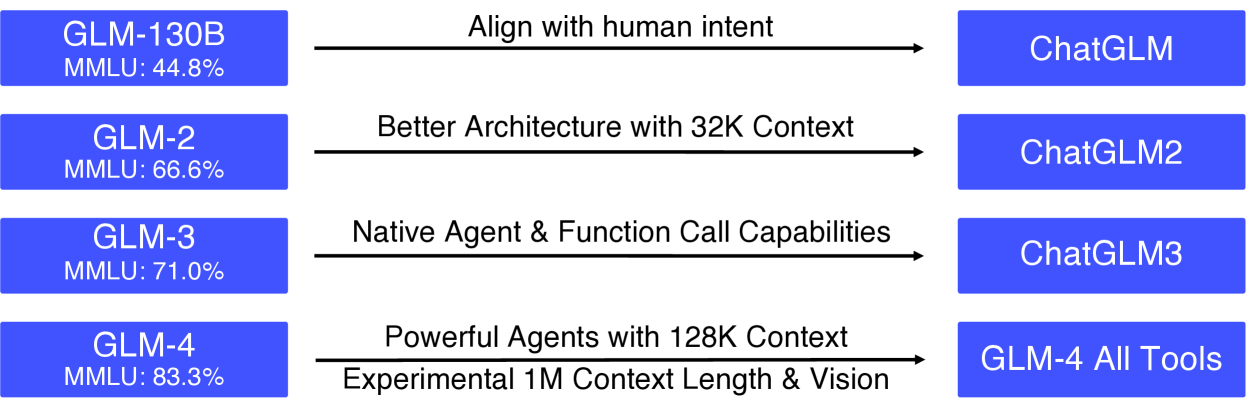 GLM-130B
MMLU: 44.8%
Align with human intent
ChatGLM
GLM-2
MMLU: 66.6%
Better Architecture with 32K Context
ChatGLM2
GLM-3
MMLU: 71.0%
Native Agent & Function Call Capabilities
ChatGLM3
GLM-4
MMLU: 83.3%
Powerful Agents with 128K Context
Experimental 1M Context Length & Vision
GLM-4 All Tools